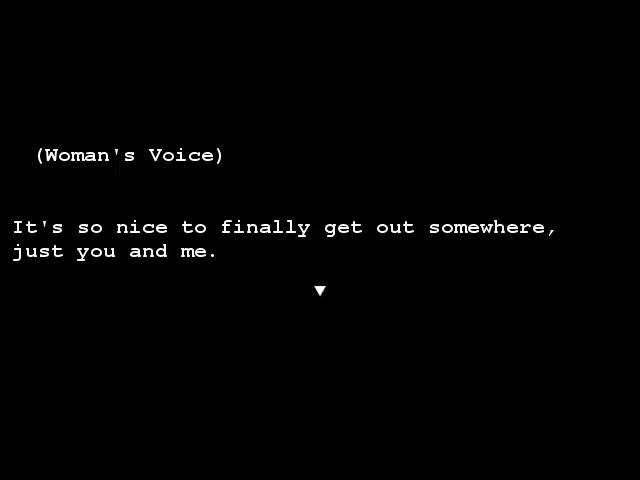 (Woman's Voice)
It's so nice to finally get out somewhere,
just you and me.